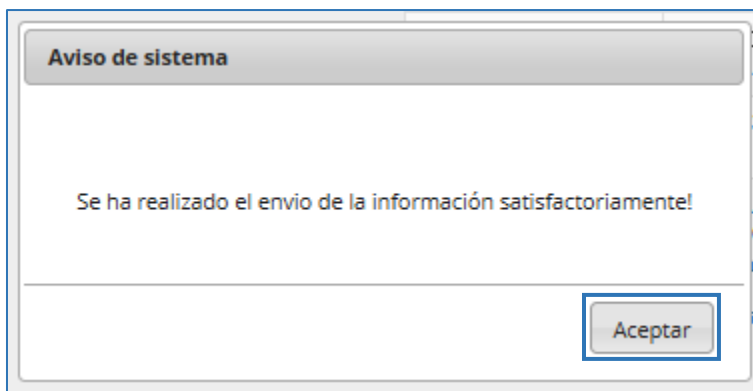 Aviso de sistema
Se ha realizado el envio de la información satisfactoriamente!
Aceptar